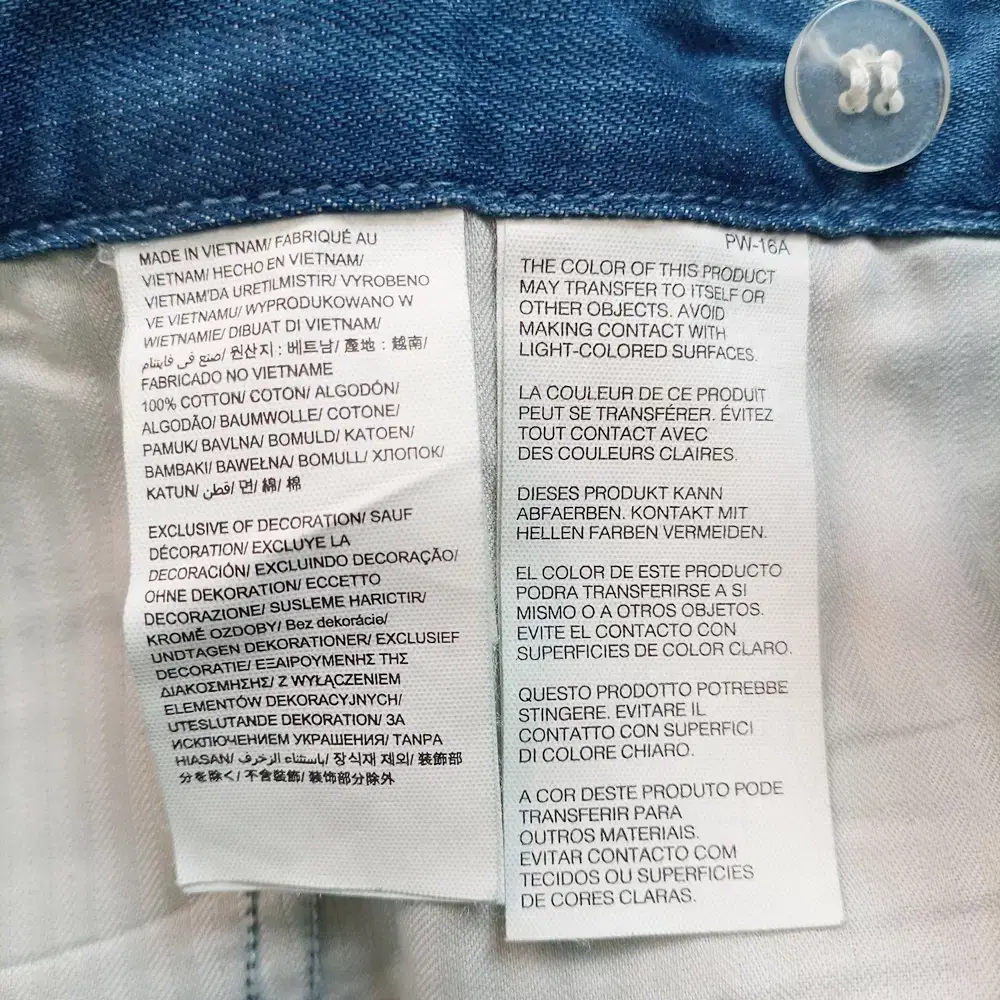 MADE IN VIETNAM/ FABRIQUÉ AU
VIETNAM/ HECHO EN VIETNAM/
VIETNAM'DA URETILMISTIR/ VYROBENO
VE VIETNAMU/ WYPRODUKOWANO W
WIETNAMIE/ DIBUAT DI VIETNAM/
صنع في فايتنام/ 원산지 : 베트남/ 產地 : 越南/
FABRICADO NO VIETNAME
100% COTTON/ COTON/ ALGODÓN/
ALGODÃO/ BAUMWOLLE/ COTONE/
PAMUK/ BAVLNA/ BOMULD/ KATOEN/
BAMBAKI/ BAWEŁNA/ BOMULL/ ХЛОПОК/
KATUN/ قطن/ 면/ 綿/ 棉
EXCLUSIVE OF DECORATION/ SAUF
DÉCORATION/ EXCLUYE LA
DECORACIÓN/ EXCLUINDO DECORAÇÃO/
OHNE DEKORATION/ ECCETTO
DECORAZIONE/ SUSLEME HARICTIR/
KROMĚ OZDOBY/ Bez dekorácie/
UNDTAGEN DEKORATIONER/ EXCLUSIEF
DECORATIE/ ΕΞΑΙΡΟΥΜΕΝΗΣ ΤΗΣ
ΔΙΑΚΟΣΜΗΣΗΣ/ Z WYŁĄCZENIEM
ELEMENTÓW DEKORACYJNYCH/
UTESLUTANDE DEKORATION/ ЗА
ИСКЛЮЧЕНИЕМ УКРАШЕНИЯ/ TANPA
HIASAN/ باستثناء الزخرف/ 장식재 제외/ 装飾部
分を除く/ 不含裝飾/ 装饰部分除外
PW-16A
THE COLOR OF THIS PRODUCT
MAY TRANSFER TO ITSELF OR
OTHER OBJECTS. AVOID
MAKING CONTACT WITH
LIGHT-COLORED SURFACES.
LA COULEUR DE CE PRODUIT
PEUT SE TRANSFÉRER. ÉVITEZ
TOUT CONTACT AVEC
DES COULEURS CLAIRES.
DIESES PRODUKT KANN
ABFAERBEN. KONTAKT MIT
HELLEN FARBEN VERMEIDEN.
EL COLOR DE ESTE PRODUCTO
PODRA TRANSFERIRSE A SI
MISMO O A OTROS OBJETOS.
EVITE EL CONTACTO CON
SUPERFICIES DE COLOR CLARO.
QUESTO PRODOTTO POTREBBE
STINGERE. EVITARE IL
CONTATTO CON SUPERFICI
DI COLORE CHIARO.
A COR DESTE PRODUTO PODE
TRANSFERIR PARA
OUTROS MATERIAIS.
EVITAR CONTACTO COM
TECIDOS OU SUPERFÍCIES
DE CORES CLARAS.